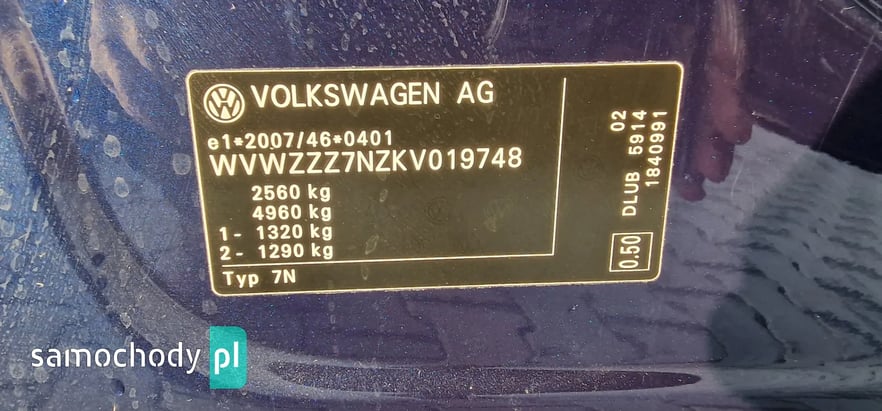 VOLKSWAGEN AG
e1*2007/46*0401
WVWZZZ7NZKV019748
2560 kg
4960 kg
1- 1320 kg
2- 1290 kg
Typ 7N
02
DLUB 5914
1840991
0.50
samochody pl